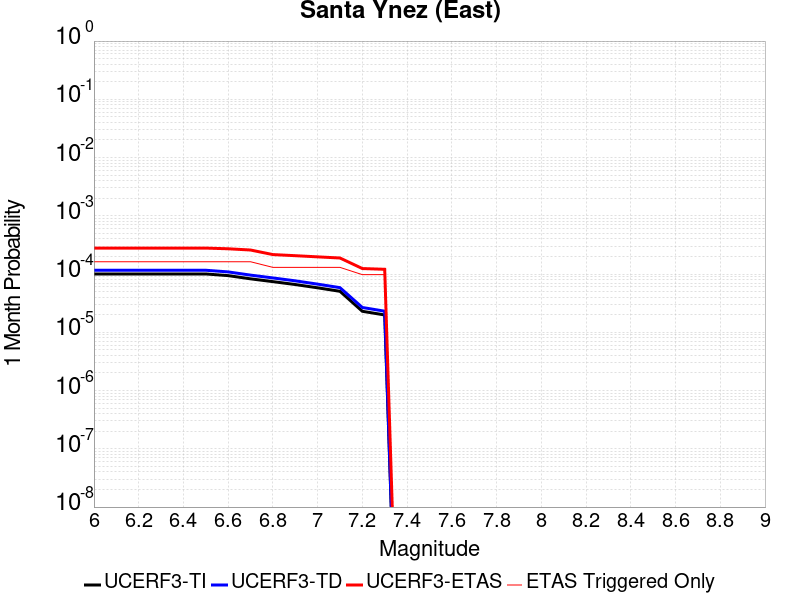 Santa Ynez (East)
10^0
10^-1
10^-2
10^-3
10^-4
10^-5
10^-6
10^-7
10^-8
1 Month Probability
6 6.2 6.4 6.6 6.8 7 7.2 7.4 7.6 7.8 8 8.2 8.4 8.6 8.8 9
Magnitude
UCERF3-TI UCERF3-TD UCERF3-ETAS ETAS Triggered Only